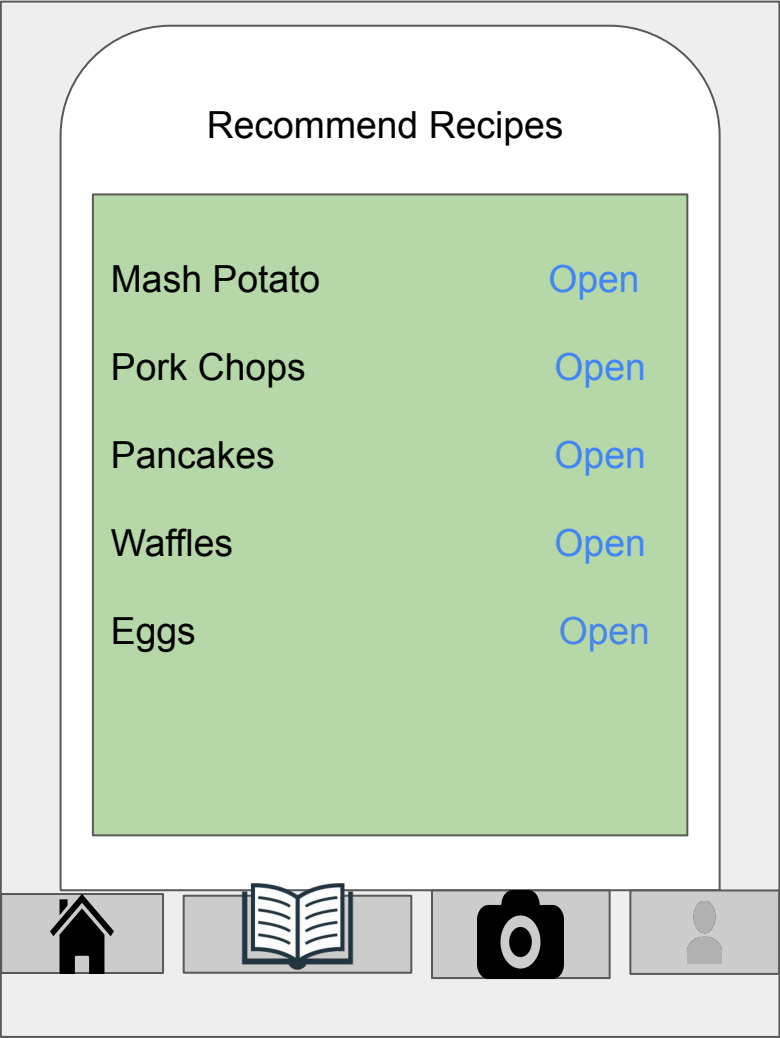 Recommend Recipes
Mash Potato Open
Pork Chops Open
Pancakes Open
Waffles Open
Eggs Open